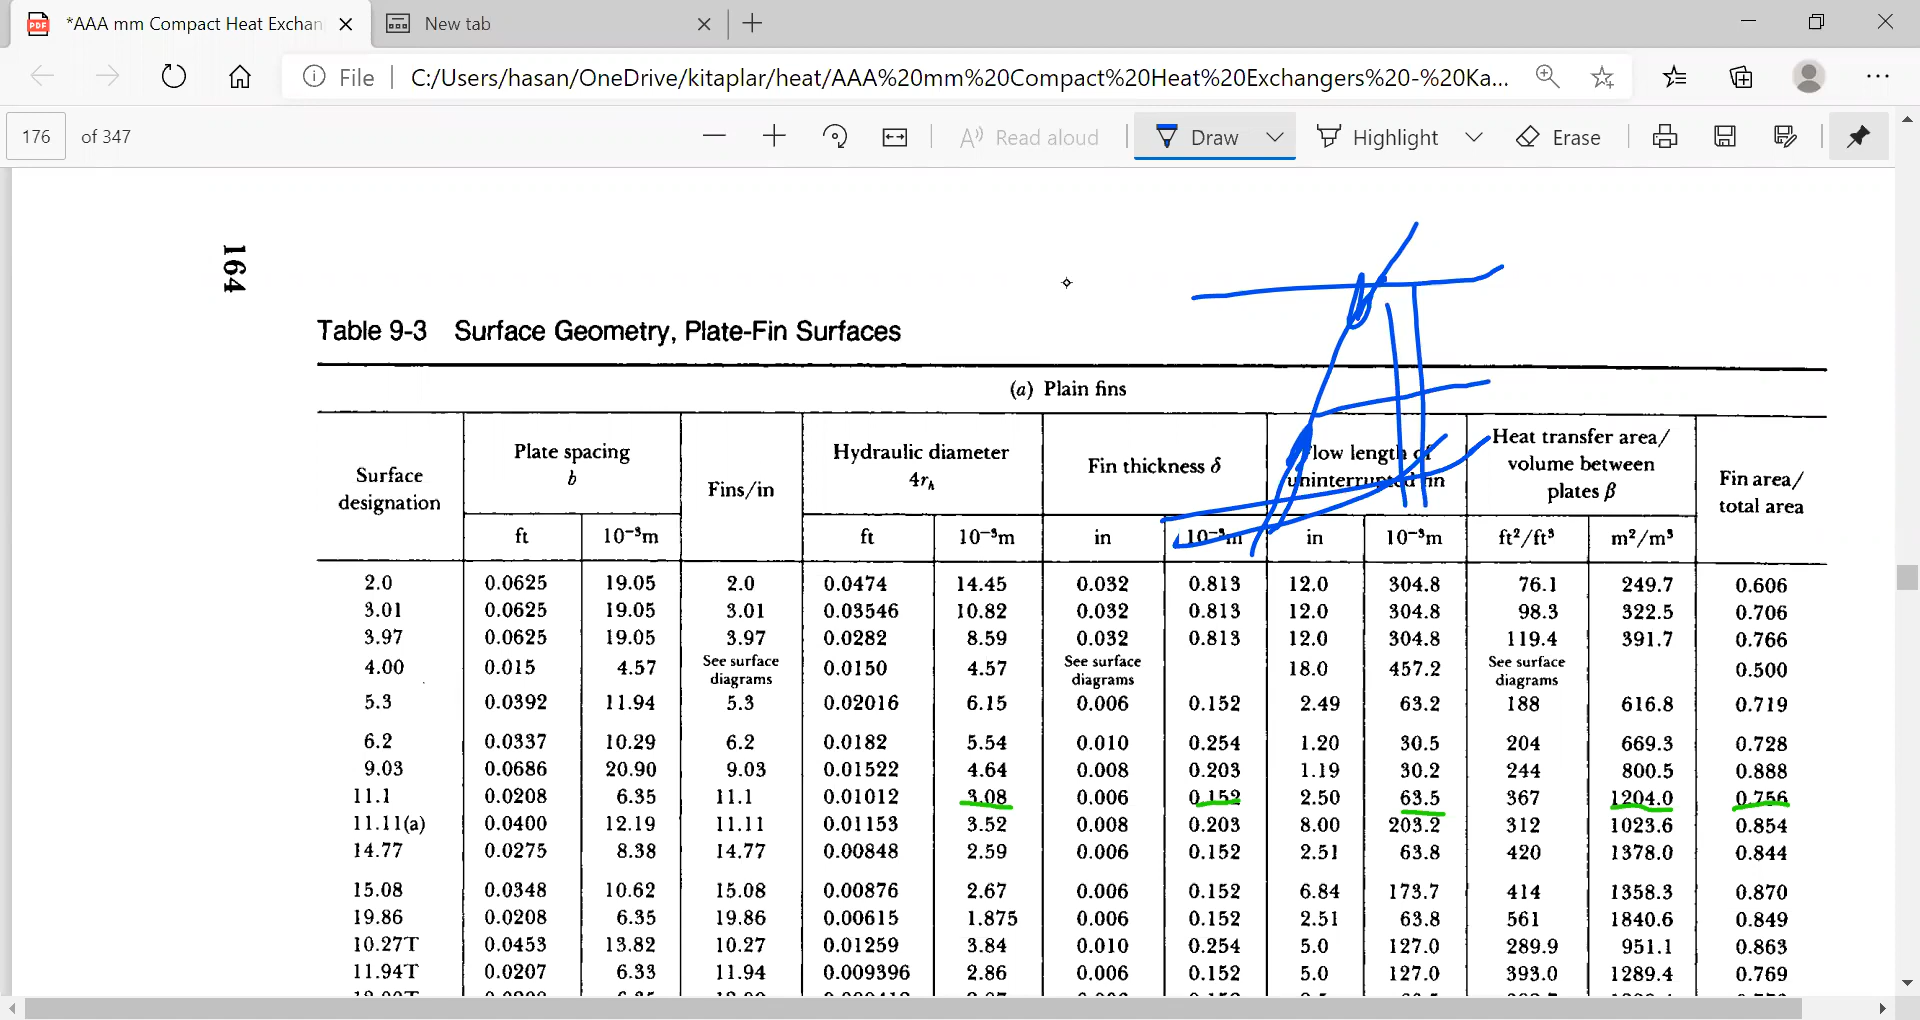 *AAA mm Compact Heat Exchan
New tab
File
C:/Users/hasan/OneDrive/kitaplar/heat/AAA%20mm%20Compact%20Heat%20Exchangers%20-%20Ka...
176 of 347
Read aloud
Draw
Highlight
Erase
164
Table 9-3 Surface Geometry, Plate-Fin Surfaces
(a) Plain fins
Surface designation
Plate spacing b
Fins/in
Hydraulic diameter 4rₕ
Fin thickness δ
Flow length of uninterrupted fin
Heat transfer area/ volume between plates β
Fin area/ total area
ft 10⁻³m ft 10⁻³m in 10⁻³m in 10⁻³m ft²/ft³ m²/m³
2.0 0.0625 19.05 2.0 0.0474 14.45 0.032 0.813 12.0 304.8 76.1 249.7 0.606
3.01 0.0625 19.05 3.01 0.03546 10.82 0.032 0.813 12.0 304.8 98.3 322.5 0.706
3.97 0.0625 19.05 3.97 0.0282 8.59 0.032 0.813 12.0 304.8 119.4 391.7 0.766
4.00 0.015 4.57 See surface diagrams 0.0150 4.57 See surface diagrams 18.0 457.2 See surface diagrams 0.500
5.3 0.0392 11.94 5.3 0.02016 6.15 0.006 0.152 2.49 63.2 188 616.8 0.719
6.2 0.0337 10.29 6.2 0.0182 5.54 0.010 0.254 1.20 30.5 204 669.3 0.728
9.03 0.0686 20.90 9.03 0.01522 4.64 0.008 0.203 1.19 30.2 244 800.5 0.888
11.1 0.0208 6.35 11.1 0.01012 3.08 0.006 0.152 2.50 63.5 367 1204.0 0.756
11.11(a) 0.0400 12.19 11.11 0.01153 3.52 0.008 0.203 8.00 203.2 312 1023.6 0.854
14.77 0.0275 8.38 14.77 0.00848 2.59 0.006 0.152 2.51 63.8 420 1378.0 0.844
15.08 0.0348 10.62 15.08 0.00876 2.67 0.006 0.152 6.84 173.7 414 1358.3 0.870
19.86 0.0208 6.35 19.86 0.00615 1.875 0.006 0.152 2.51 63.8 561 1840.6 0.849
10.27T 0.0453 13.82 10.27 0.01259 3.84 0.010 0.254 5.0 127.0 289.9 951.1 0.863
11.94T 0.0207 6.33 11.94 0.009396 2.86 0.006 0.152 5.0 127.0 393.0 1289.4 0.769